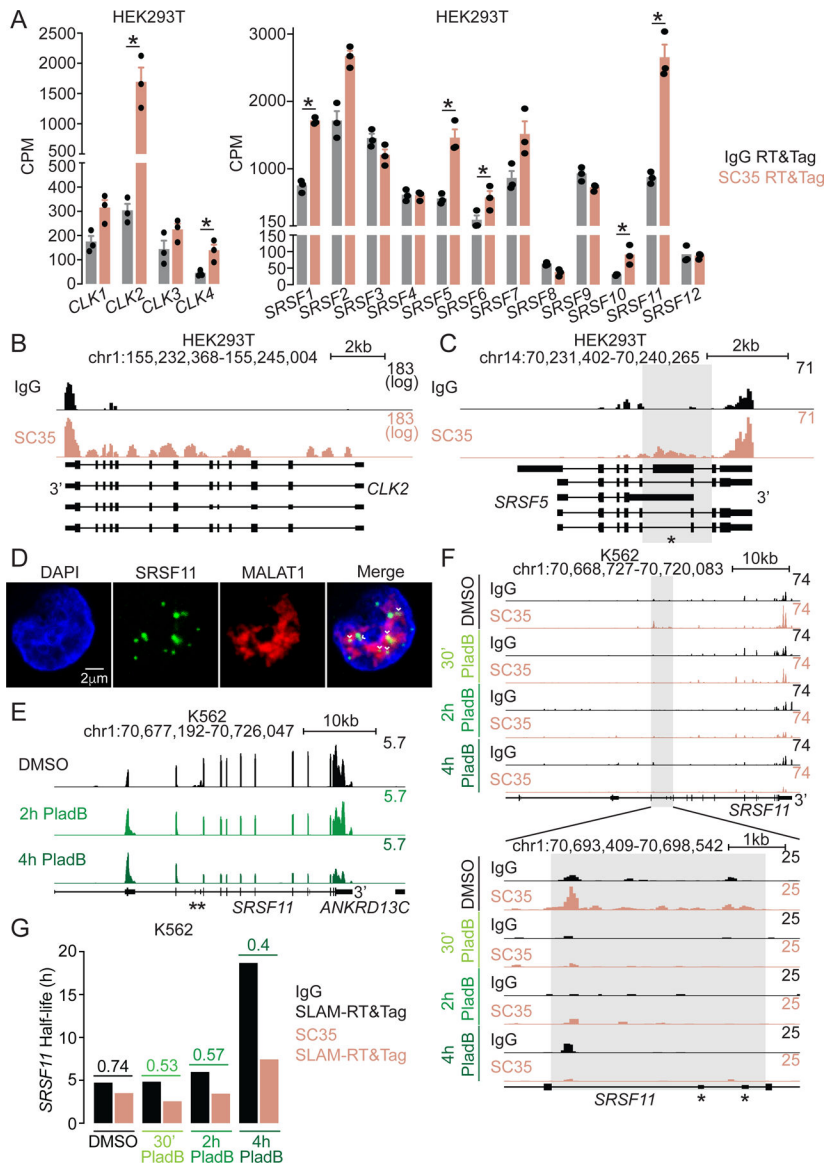 A
HEK293T
HEK293T
CPM
2500
2250
2000
1750
1500
1250
1000
750
500
500
400
300
200
100
0
*
*
CLK1
CLK2
CLK3
CLK4
CPM
3000
2000
1000
150
150
100
50
0
*
*
*
*
*
SRSF1
SRSF2
SRSF3
SRSF4
SRSF5
SRSF6
SRSF7
SRSF8
SRSF9
SRSF10
SRSF11
SRSF12
IgG RT&Tag
SC35 RT&Tag
B
HEK293T
chr1:155,232,368-155,245,004
2kb
IgG
183
(log)
SC35
183
(log)
3'
CLK2
C
HEK293T
chr14:70,231,402-70,240,265
2kb
IgG
71
SC35
71
SRSF5
3'
*
D
DAPI
SRSF11
MALAT1
Merge
2μm
E
K562
chr1:70,677,192-70,726,047
10kb
DMSO
5.7
2h PladB
5.7
4h PladB
5.7
3'
**
SRSF11
ANKRD13C
F
K562
chr1:70,668,727-70,720,083
10kb
DMSO
IgG
74
SC35
74
30'
PladB
IgG
74
SC35
74
2h
PladB
IgG
74
SC35
74
4h
PladB
IgG
74
SC35
74
SRSF11
3'
chr1:70,693,409-70,698,542
1kb
DMSO
IgG
25
SC35
25
30'
PladB
IgG
25
SC35
25
2h
PladB
IgG
25
SC35
25
4h
PladB
IgG
25
SC35
25
SRSF11
*
*
G
K562
SRSF11 Half-life (h)
20
15
10
5
0
0.74
0.53
0.57
0.4
DMSO
30'
PladB
2h
PladB
4h
PladB
IgG
SLAM-RT&Tag
SC35
SLAM-RT&Tag